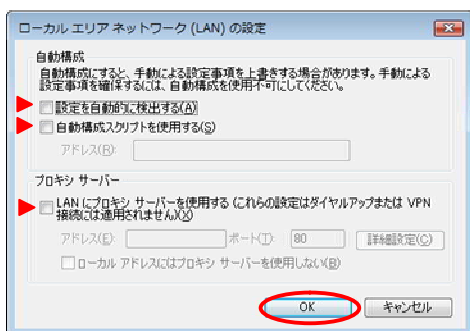 ローカル エリア ネットワーク (LAN) の設定
自動構成
自動構成にすると、手動による設定事項を上書きする場合があります。手動による
設定事項を確保するには、自動構成を使用不可にしてください。
設定を自動的に検出する(A)
自動構成スクリプトを使用する(S)
アドレス(R):
プロキシ サーバー
LAN にプロキシ サーバーを使用する (これらの設定はダイヤルアップまたは VPN
接続には適用されません)(X)
アドレス(E): ポート(T): 80 詳細設定(C)
ローカル アドレスにはプロキシ サーバーを使用しない(B)
OK キャンセル